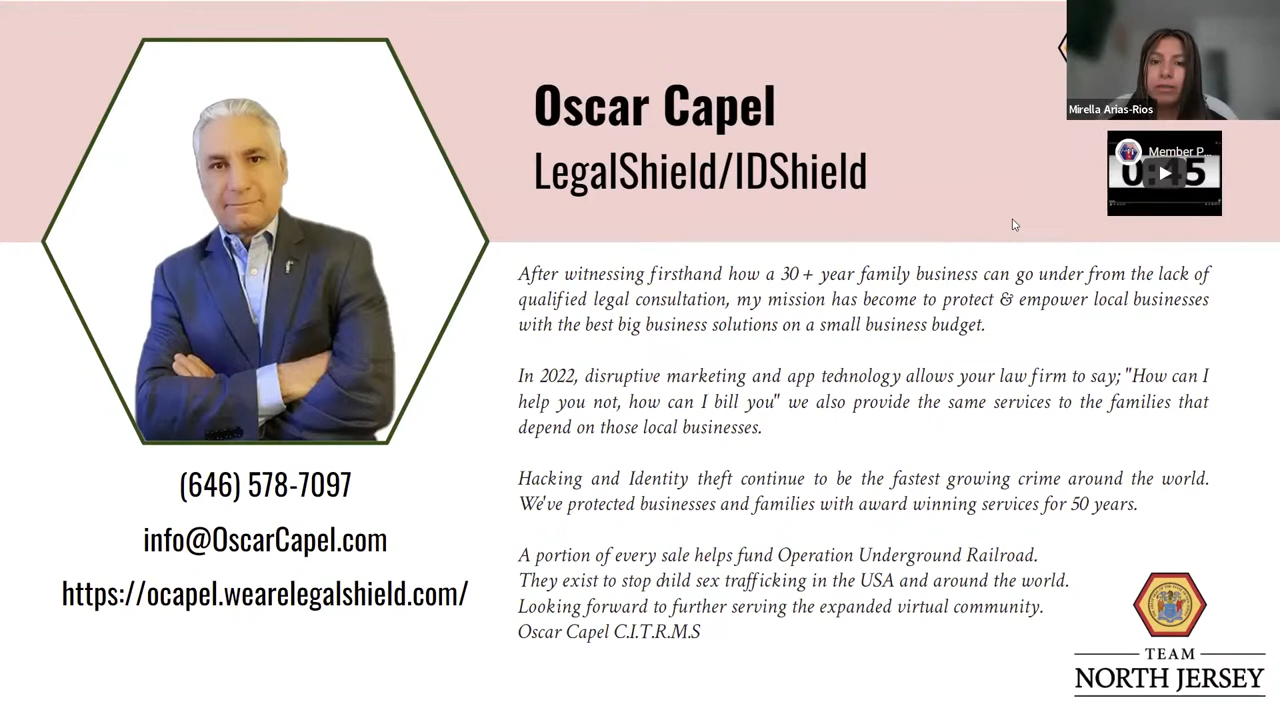 Oscar Capel
LegalShield/IDShield
Mirella Arias-Rios
Member P...
0:45
After witnessing firsthand how a 30 + year family business can go under from the lack of
qualified legal consultation, my mission has become to protect & empower local businesses
with the best big business solutions on a small business budget.
In 2022, disruptive marketing and app technology allows your law firm to say; "How can I
help you not, how can I bill you" we also provide the same services to the families that
depend on those local businesses.
Hacking and Identity theft continue to be the fastest growing crime around the world.
We've protected businesses and families with award winning services for 50 years.
A portion of every sale helps fund Operation Underground Railroad.
They exist to stop child sex trafficking in the USA and around the world.
Looking forward to further serving the expanded virtual community.
Oscar Capel C.I.T.R.M.S
(646) 578-7097
info@OscarCapel.com
https://ocapel.wearelegalshield.com/
TEAM
NORTH JERSEY